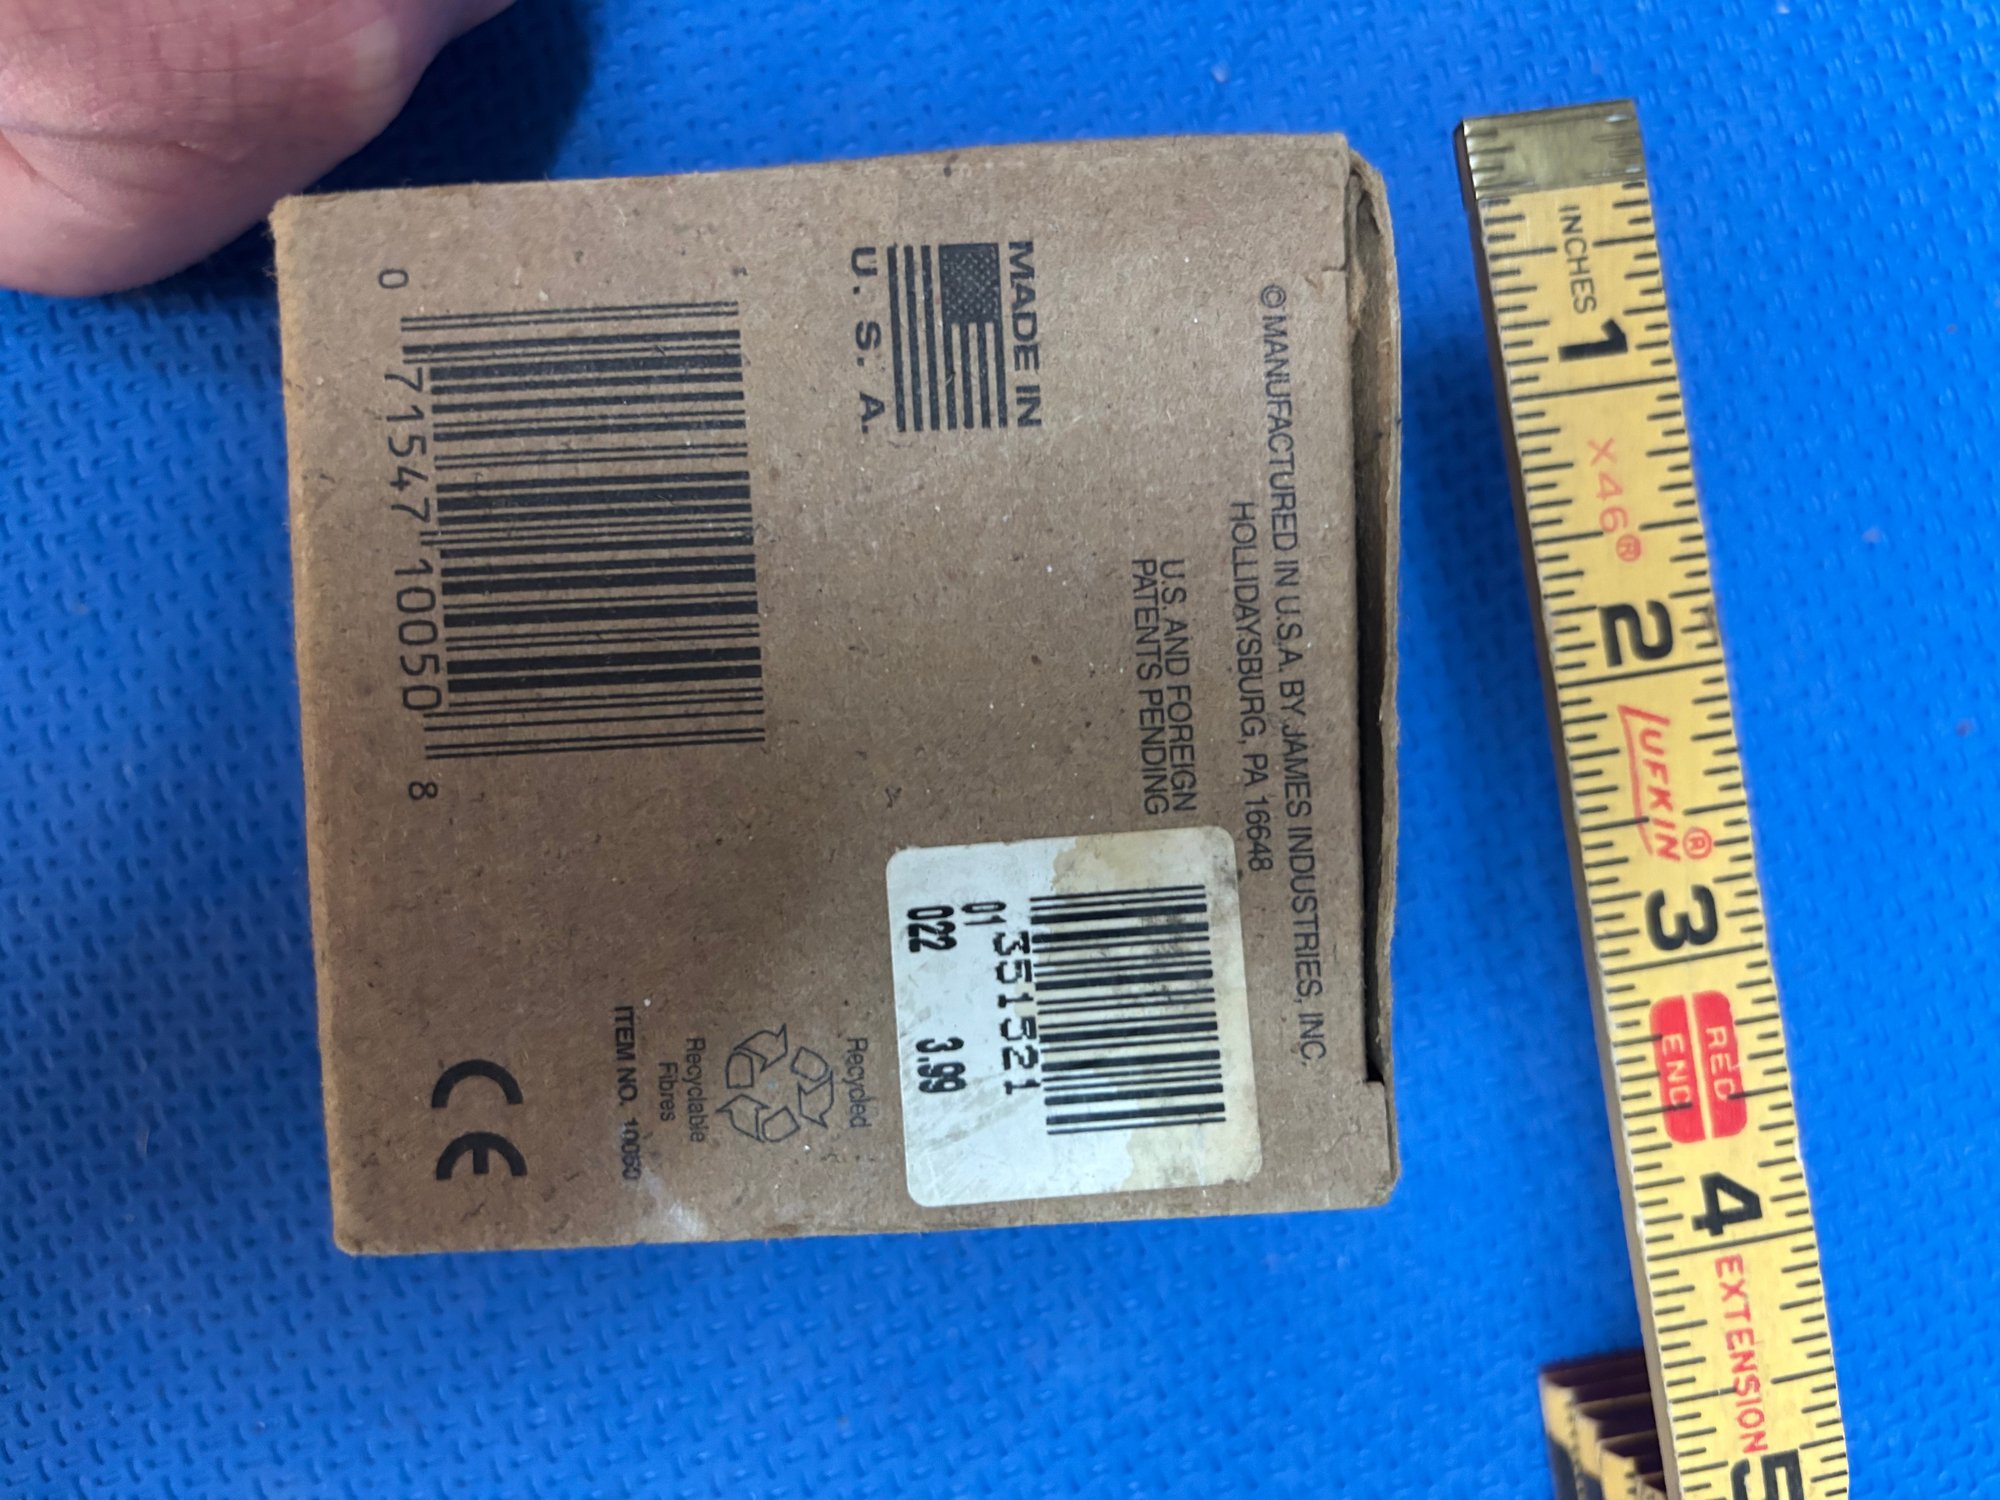 © MANUFACTURED IN U.S.A. BY JAMES INDUSTRIES, INC.
HOLLIDAYSBURG, PA 16648
U.S. AND FOREIGN
PATENTS PENDING
MADE IN
U. S. A.
0 71547 10050 8
01 351521
022 3.99
Recycled
Recyclable
Fibres
ITEM NO. 10050
CE
INCHES
1
X46®
2
LUFKIN®
3
RED
END
4
EXTENSION
5